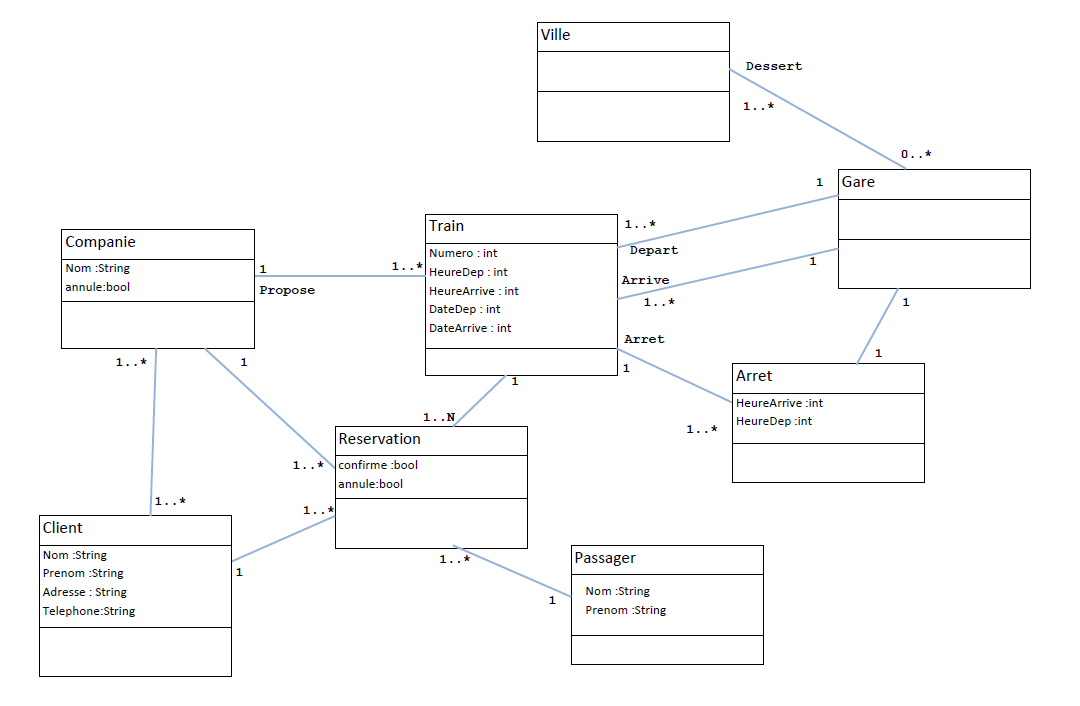 Ville
Dessert
1..*
0..*
1
Gare
Train
1..*
Companie
Numero : int
Depart
Nom :String
1
1..*
HeureDep : int
1
annule:bool
Propose
HeureArrive : int
Arrive
DateDep : int
1..*
1
DateArrive : int
Arret
1
1..*
1
1
Arret
1
HeureArrive :int
1..N
HeureDep :int
1..*
Reservation
1..*
confirme :bool
annule:bool
1..*
1..*
Client
1..*
Passager
Nom :String
Prenom :String
1
Nom :String
Adresse : String
1
Prenom :String
Telephone:String